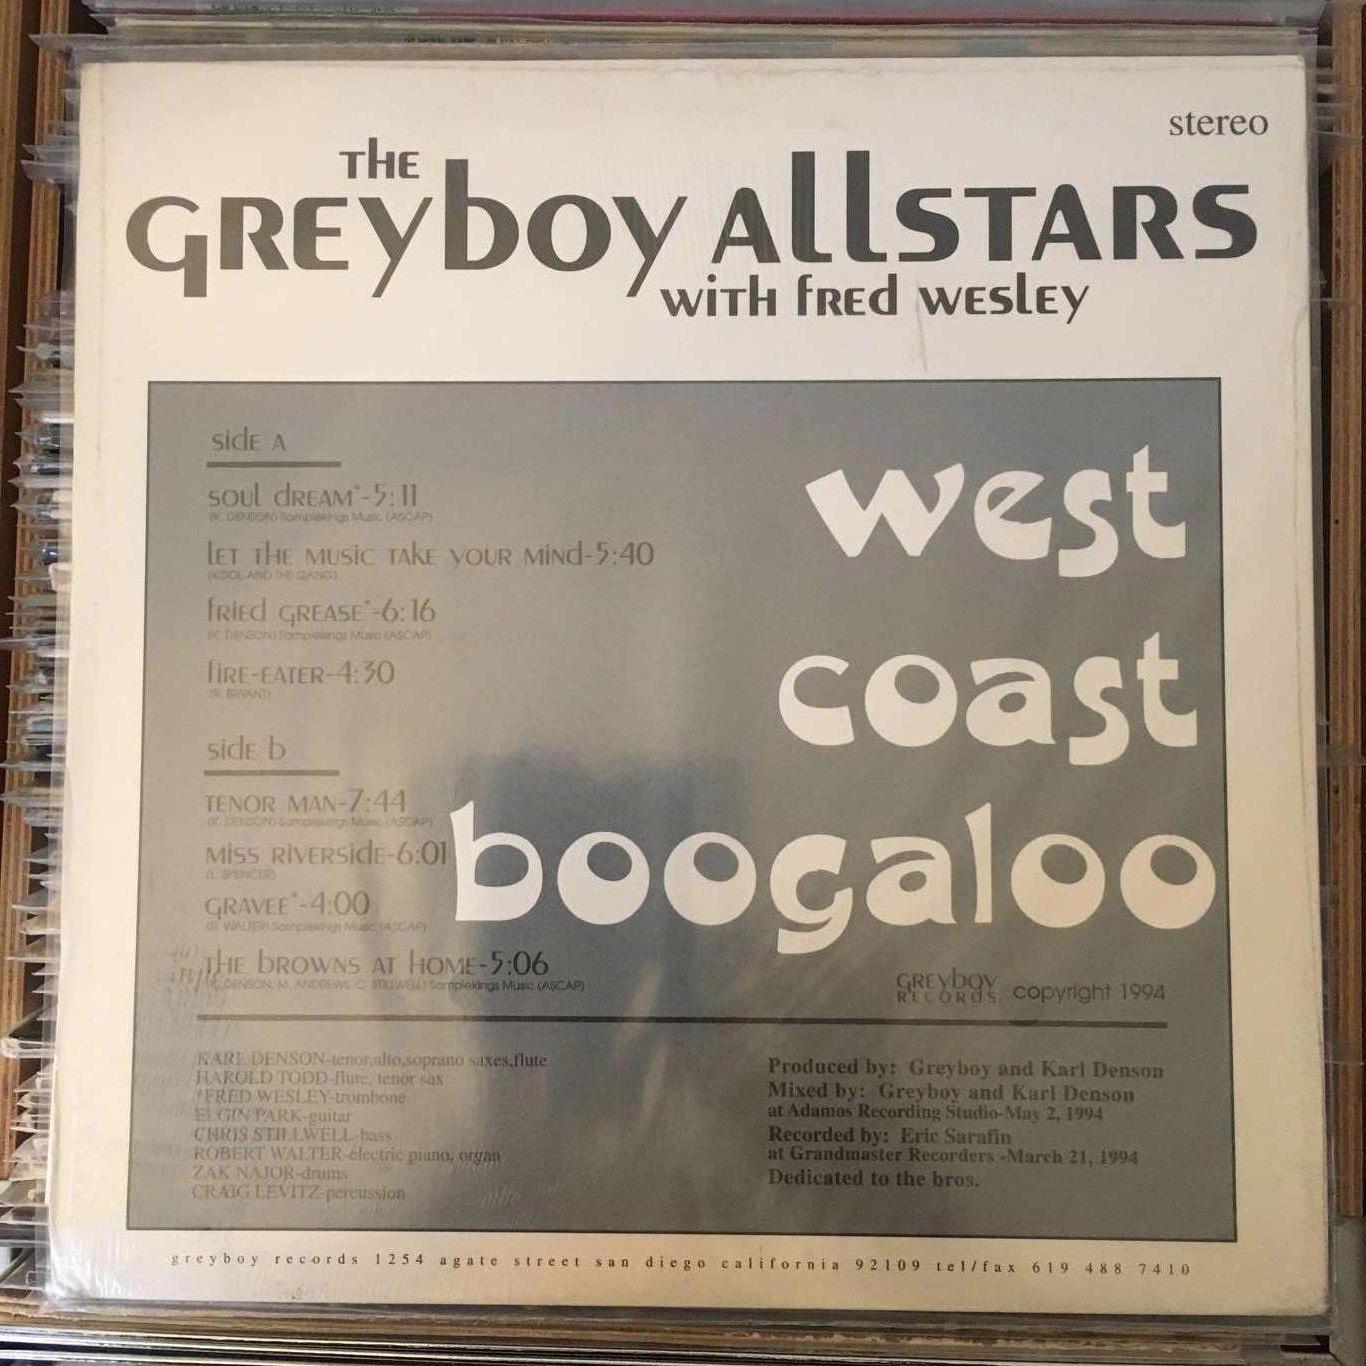 stereo
THE
GREYBOY ALLSTARS
WITH FRED WESLEY
west
coast
boogaloo
side A
SOUL DREAM*-5:11
(K. DENSON) Samplekings Music (ASCAP)
LET THE MUSIC TAKE YOUR MIND-5:40
(KOOL AND THE GANG)
FRIED GREASE*-6:16
(K. DENSON) Samplekings Music (ASCAP)
FIRE-EATER-4:30
(R. BRYANT)
side b
TENOR MAN-7:44
(K. DENSON) Samplekings Music (ASCAP)
MISS RIVERSIDE-6:01
(L. SPENCER)
GRAVEE*-4:00
(R. WALTER) Samplekings Music (ASCAP)
THE BROWNS AT HOME-5:06
(K. DENSON, M. ANDREWS, C. STILLWELL) Samplekings Music (ASCAP)
GREYBOY
RECORDS copyright 1994
KARL DENSON-tenor,alto,soprano saxes,flute
HAROLD TODD-flute, tenor sax
*FRED WESLEY-trombone
ELGIN PARK-guitar
CHRIS STILLWELL-bass
ROBERT WALTER-electric piano, organ
ZAK NAJOR-drums
CRAIG LEVITZ-percussion
Produced by: Greyboy and Karl Denson
Mixed by: Greyboy and Karl Denson
at Adamos Recording Studio-May 2, 1994
Recorded by: Eric Sarafin
at Grandmaster Recorders -March 21, 1994
Dedicated to the bros.
greyboy records 1254 agate street san diego california 92109 tel/fax 619 488 7410